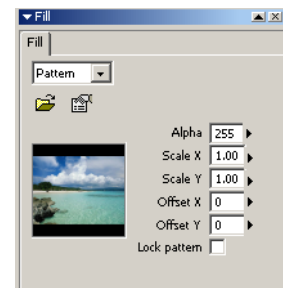 Fill
Fill
Pattern
Alpha 255
Scale X 1.00
Scale Y 1.00
Offset X 0
Offset Y 0
Lock pattern